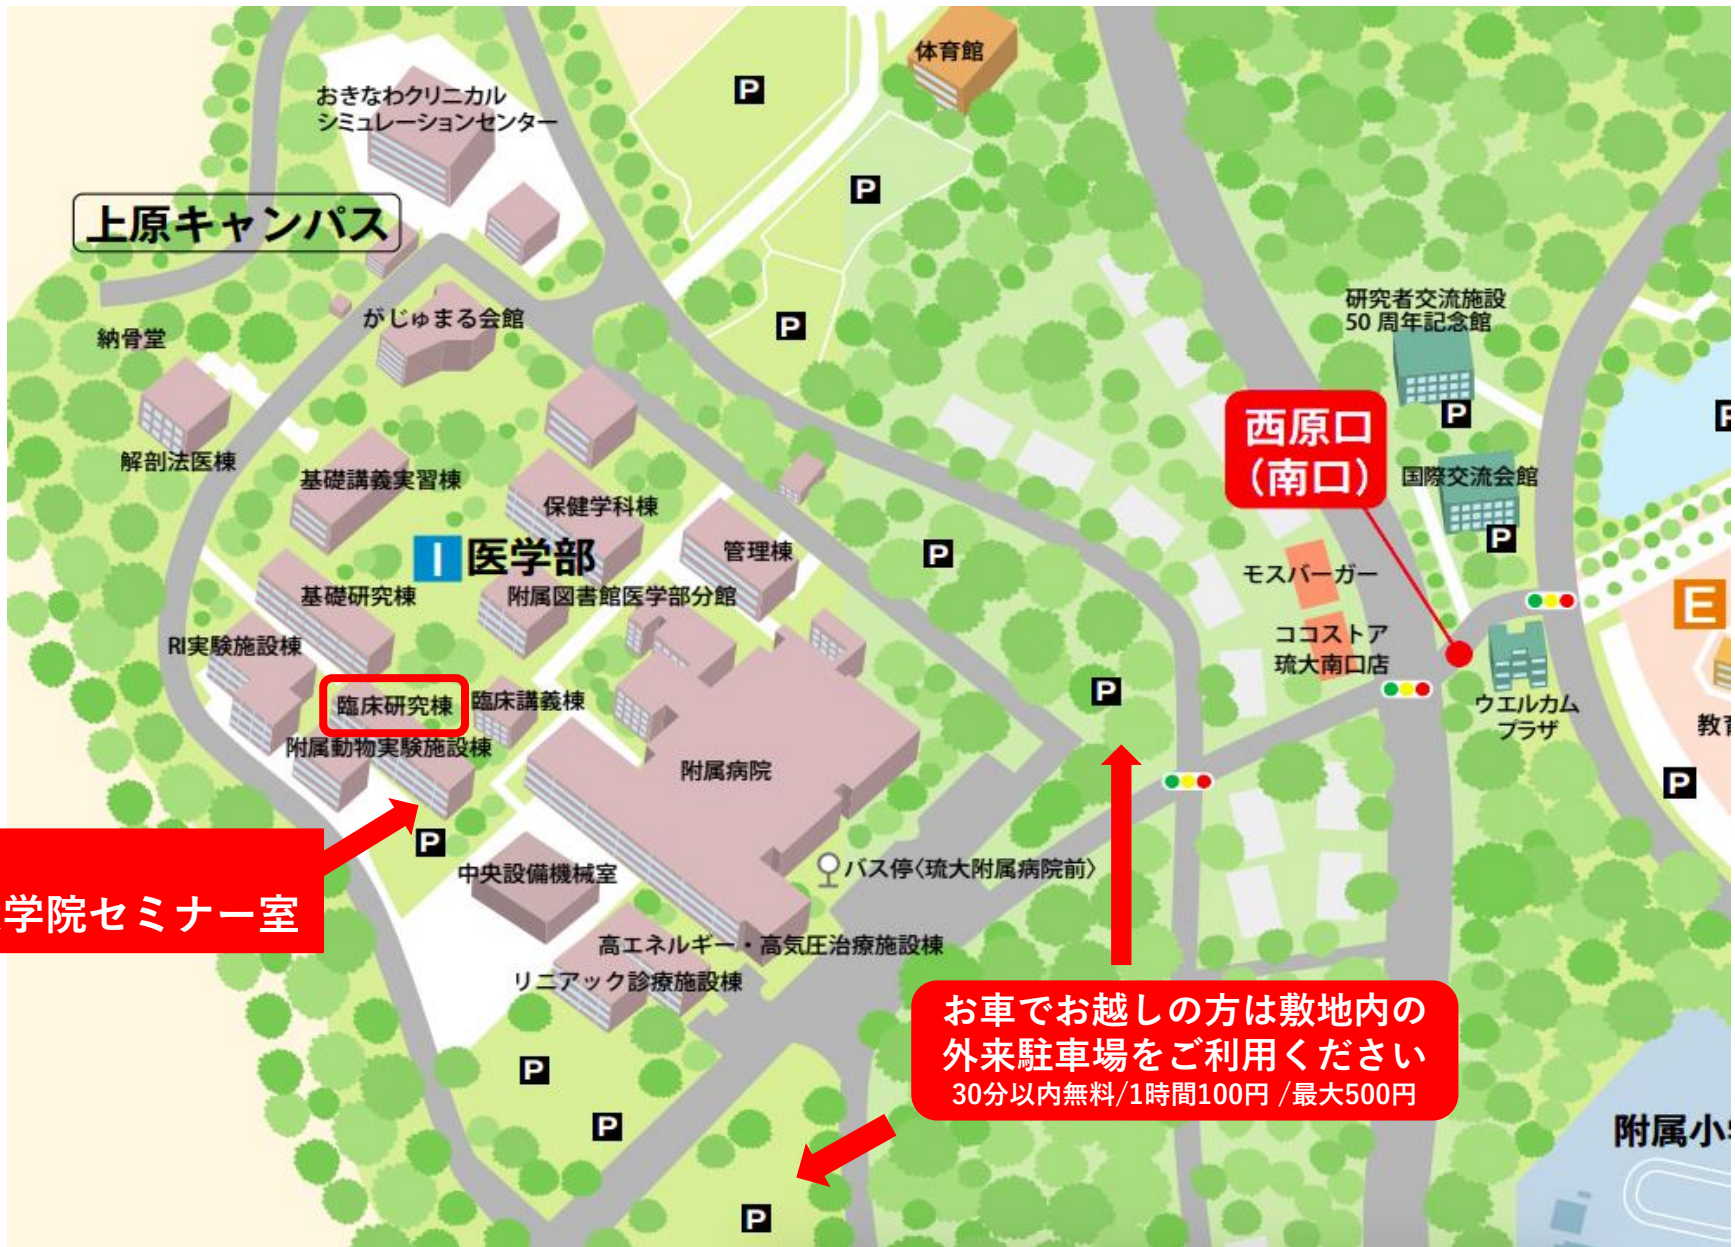 体育館
P
おきなわクリニカル
シミュレーションセンター
P
上原キャンパス
がじゅまる会館
P
納骨堂
研究者交流施設
50 周年記念館
P
西原口
（南口）
国際交流会館
P
解剖法医棟
基礎講義実習棟
保健学科棟
I 医学部
管理棟
P
モスバーガー
基礎研究棟
附属図書館医学部分館
E
ココストア
琉大南口店
RI実験施設棟
臨床研究棟
臨床講義棟
P
ウエルカム
プラザ
附属動物実験施設棟
附属病院
P
P
学院セミナー室
中央設備機械室
バス停〈琉大附属病院前〉
高エネルギー・高気圧治療施設棟
リニアック診療施設棟
お車でお越しの方は敷地内の
外来駐車場をご利用ください
30分以内無料/1時間100円 /最大500円
P
P
P
附属小